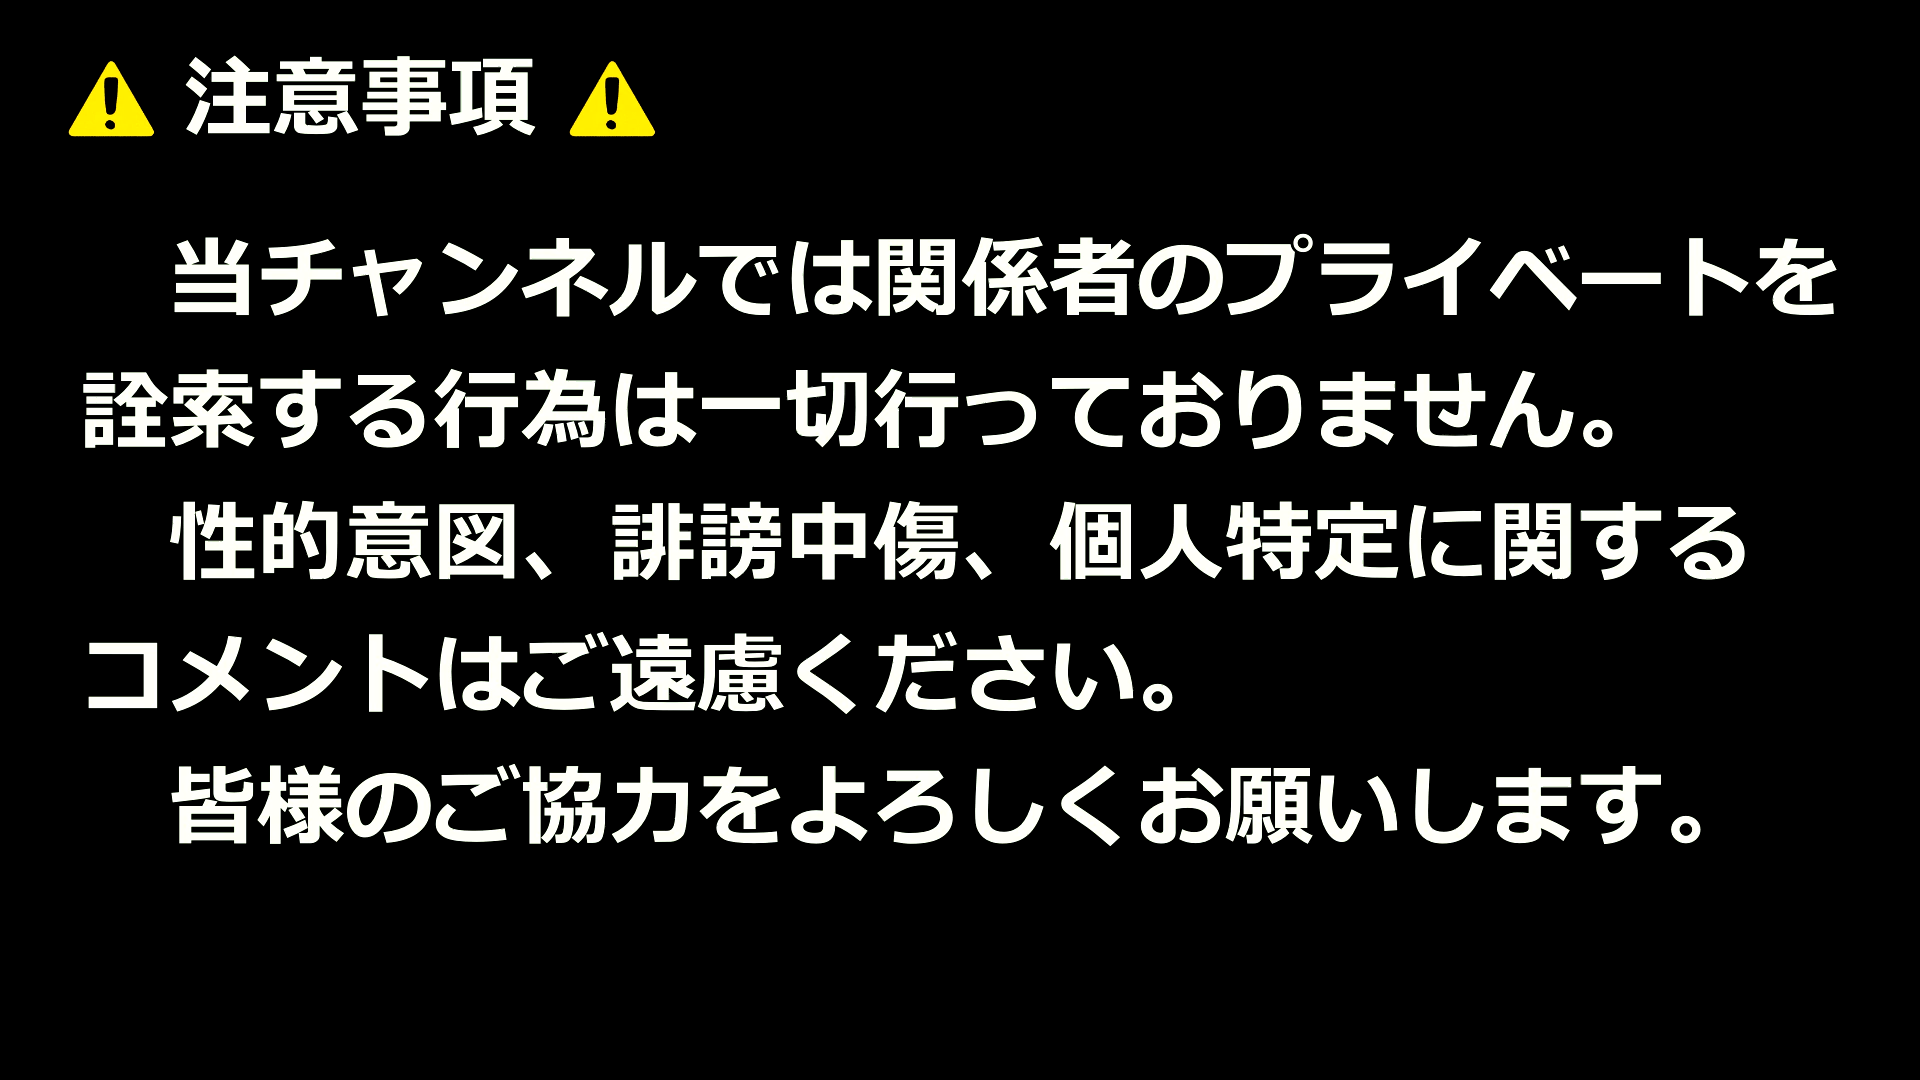 ⚠ 注意事項 ⚠
　当チャンネルでは関係者のプライベートを
詮索する行為は一切行っておりません。
　性的意図、誹謗中傷、個人特定に関する
コメントはご遠慮ください。
　皆様のご協力をよろしくお願いします。